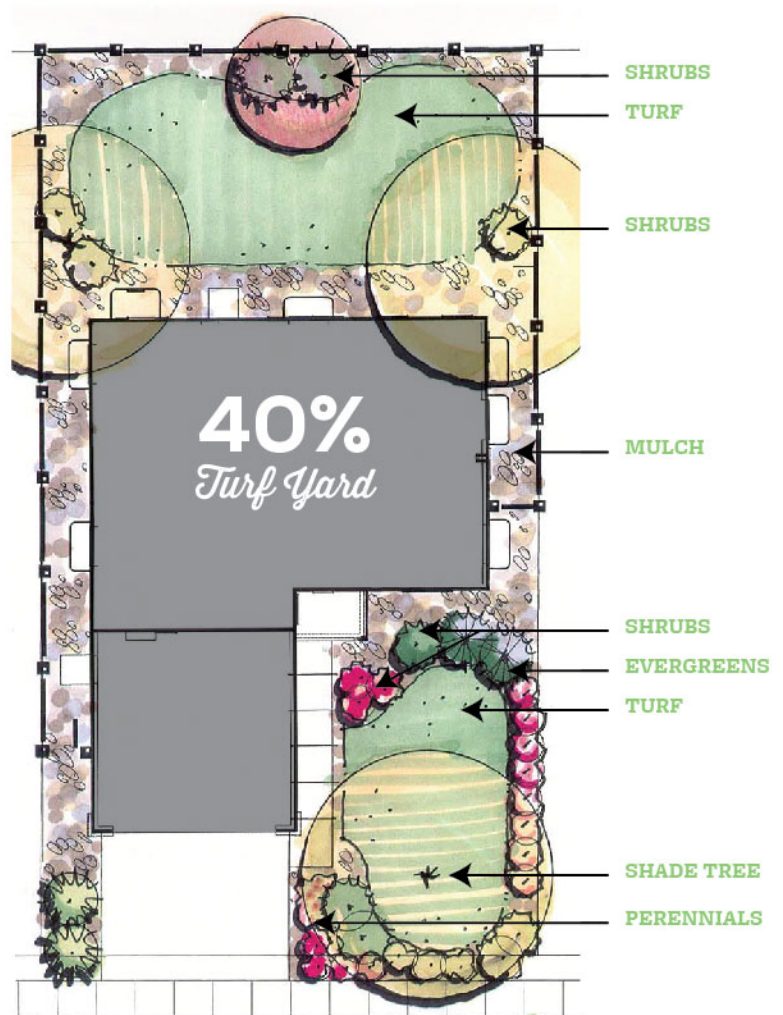 SHRUBS
TURF
SHRUBS
40%
Turf Yard
MULCH
SHRUBS
EVERGREENS
TURF
SHADE TREE
PERENNIALS